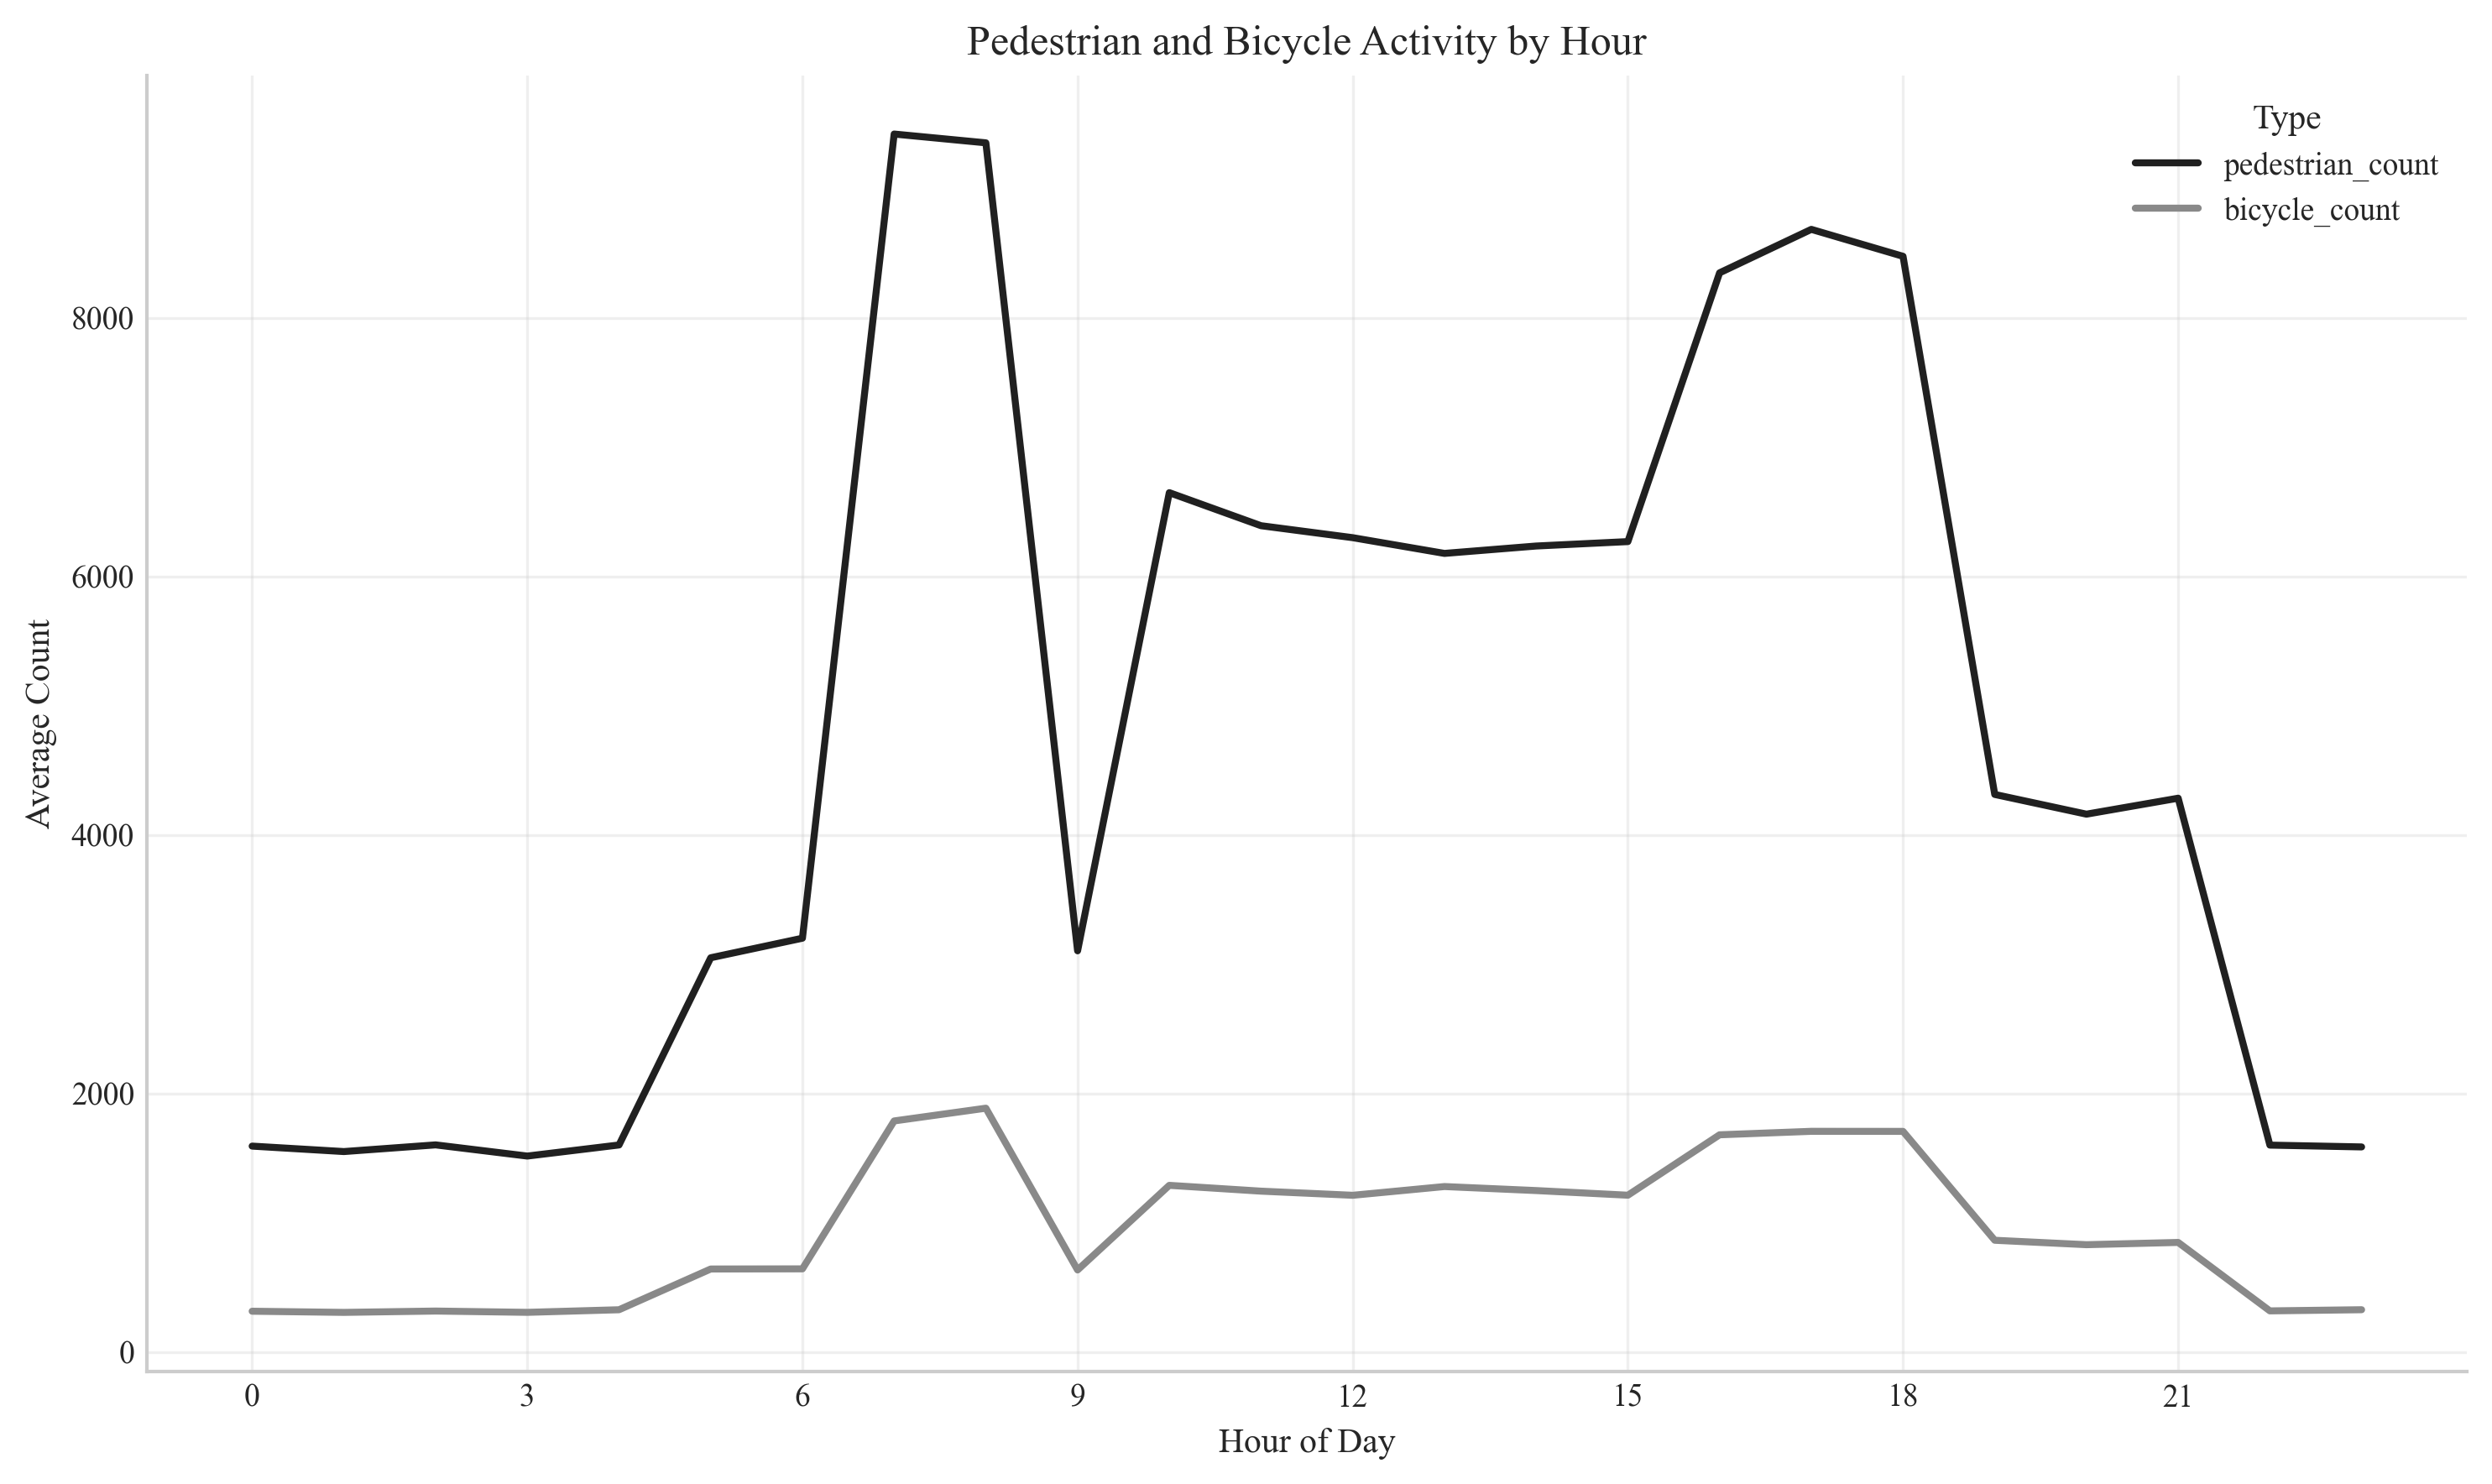 Pedestrian and Bicycle Activity by Hour
Type
pedestrian_count
bicycle_count
Average Count
8000
6000
4000
2000
0
0 3 6 9 12 15 18 21
Hour of Day